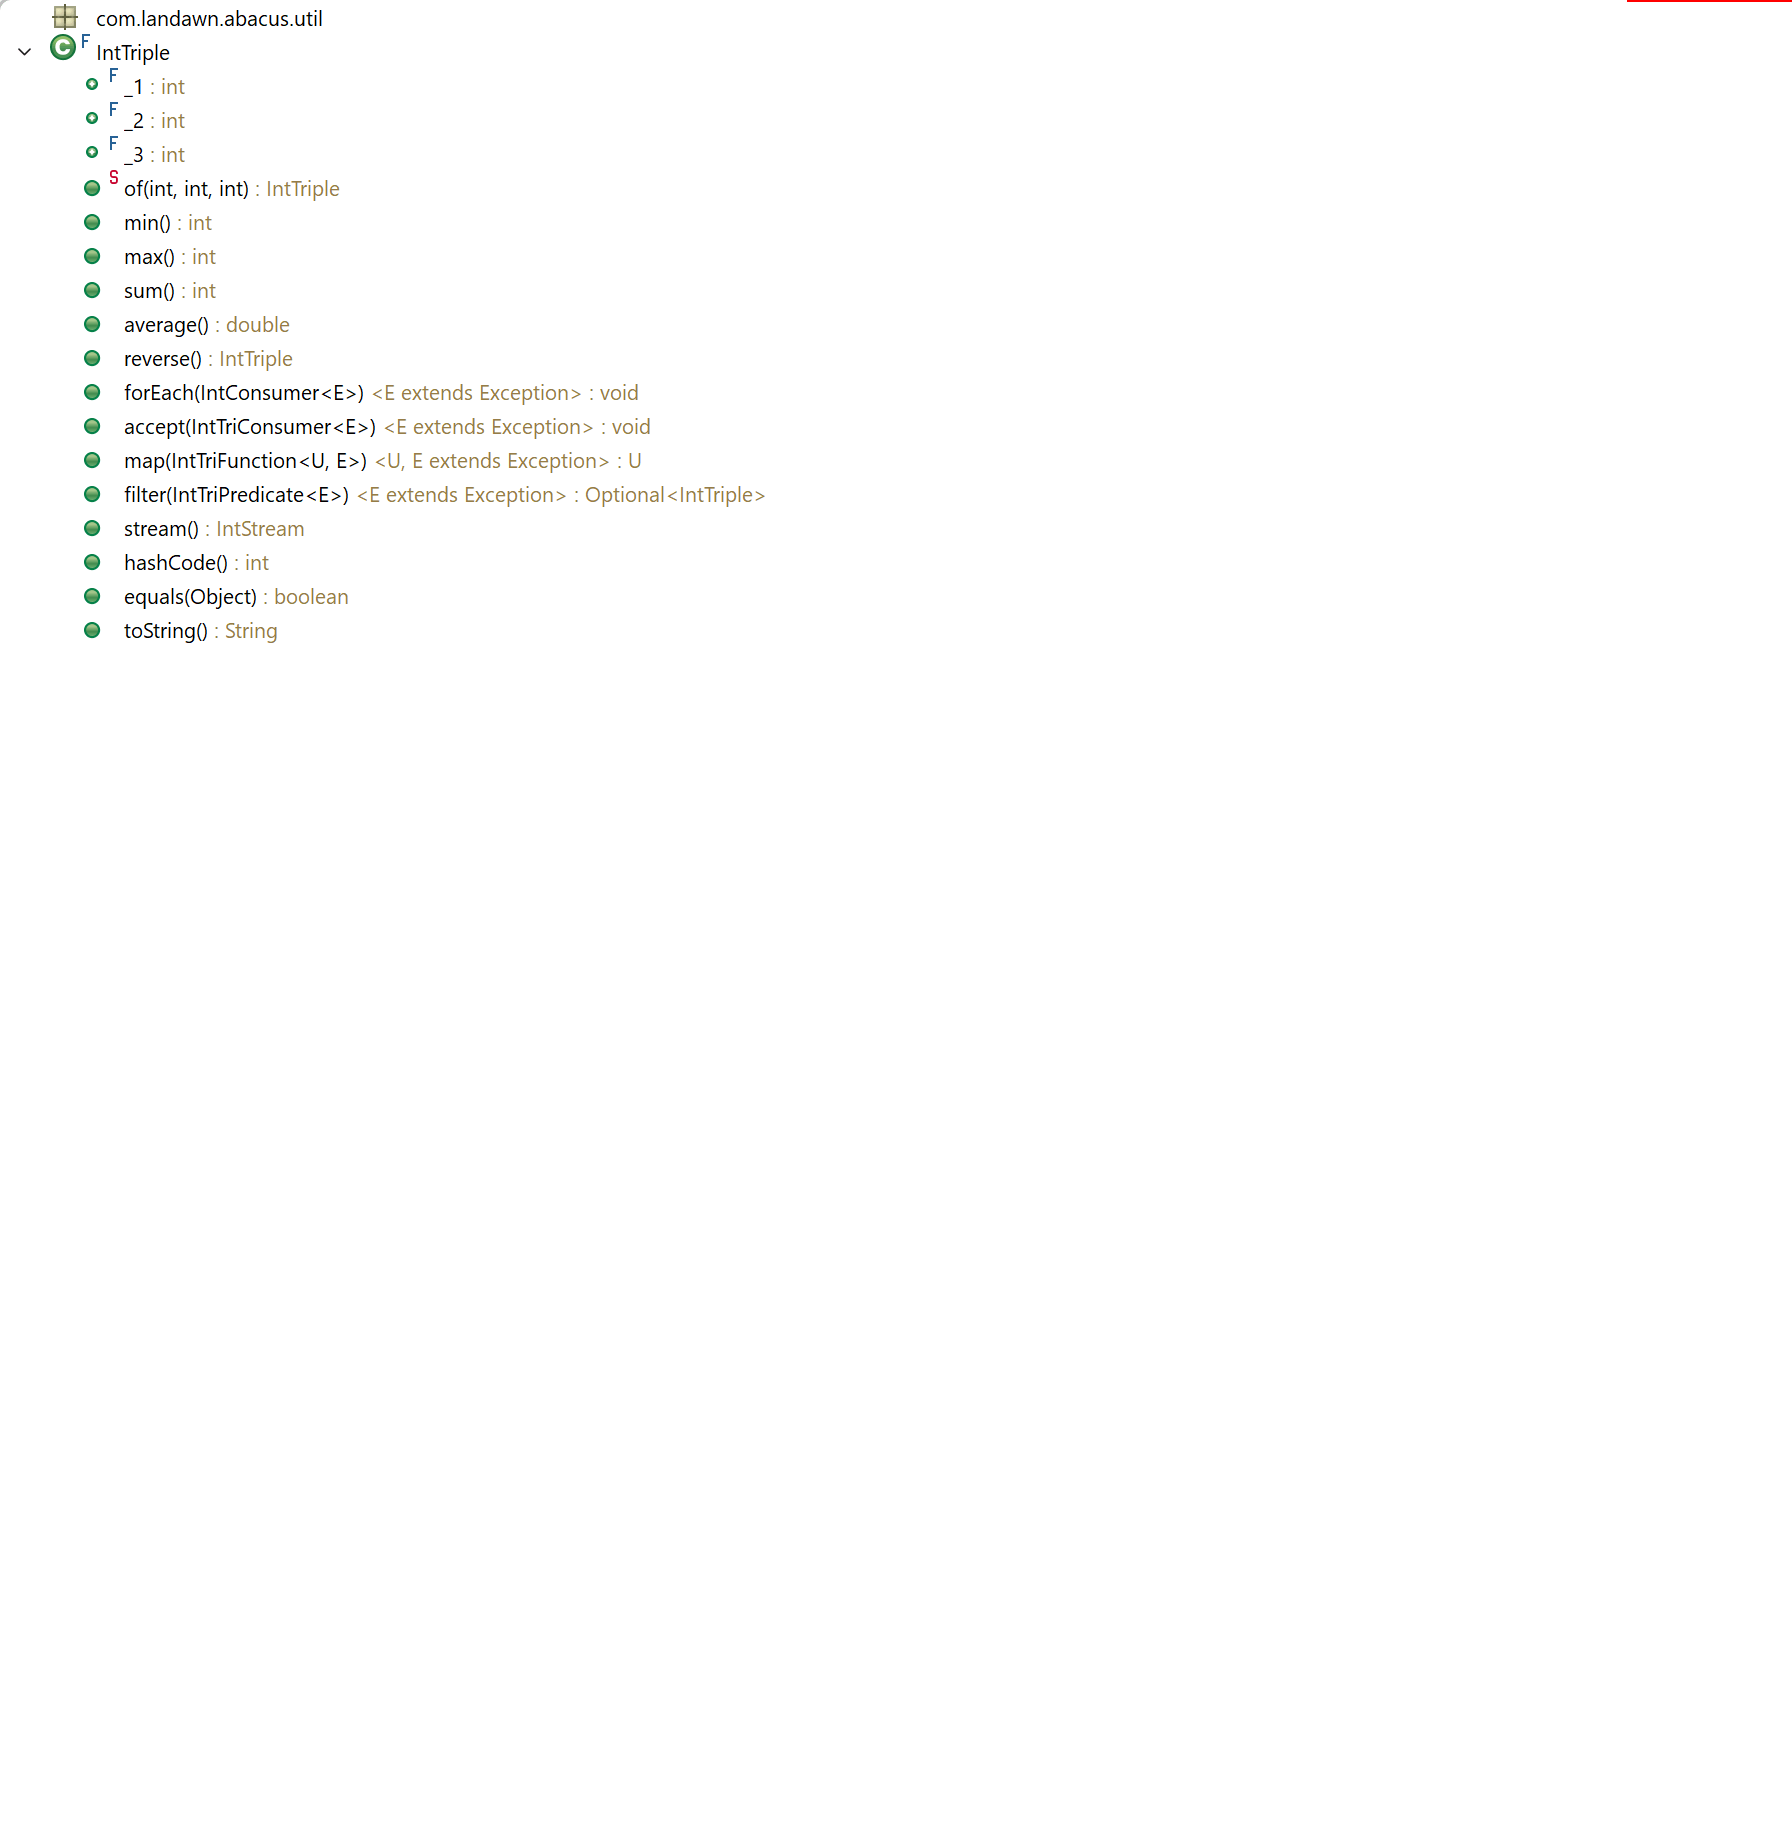 com.landawn.abacus.util
C F IntTriple
F _1 : int
F _2 : int
F _3 : int
S of(int, int, int) : IntTriple
min() : int
max() : int
sum() : int
average() : double
reverse() : IntTriple
forEach(IntConsumer<E>) <E extends Exception> : void
accept(IntTriConsumer<E>) <E extends Exception> : void
map(IntTriFunction<U, E>) <U, E extends Exception> : U
filter(IntTriPredicate<E>) <E extends Exception> : Optional<IntTriple>
stream() : IntStream
hashCode() : int
equals(Object) : boolean
toString() : String